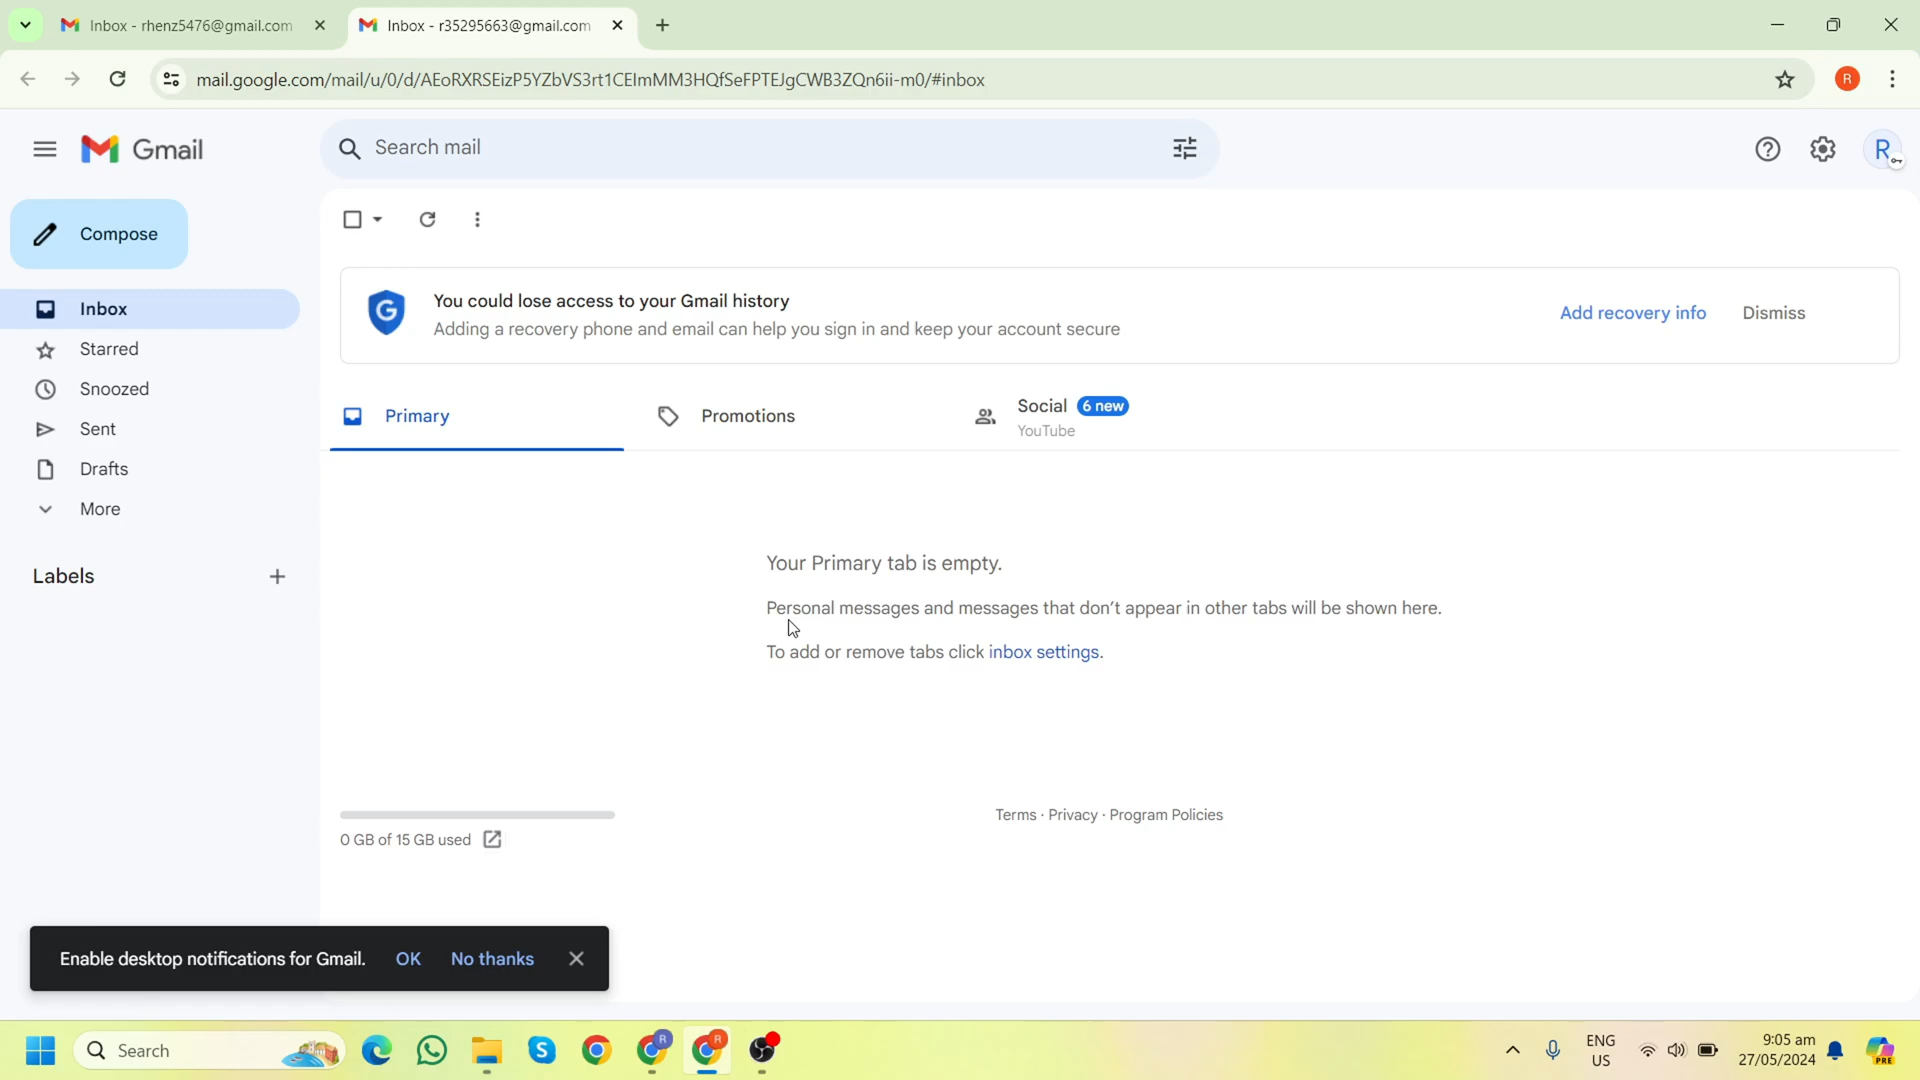 Inbox - rhenz5476@gmail.com
Inbox - r35295663@gmail.com
mail.google.com/mail/u/0/d/AEoRXRSEizP5YZbVS3rt1CEImMM3HQfSeFPTEJgCWB3ZQn6ii-m0/#inbox
R
Gmail
Search mail
R
Compose
Inbox
Starred
Snoozed
Sent
Drafts
More
Labels
You could lose access to your Gmail history
Adding a recovery phone and email can help you sign in and keep your account secure
Add recovery info
Dismiss
Primary
Promotions
Social 6 new
YouTube
Your Primary tab is empty.
Personal messages and messages that don't appear in other tabs will be shown here.
To add or remove tabs click inbox settings.
Terms · Privacy · Program Policies
0 GB of 15 GB used
Enable desktop notifications for Gmail. OK No thanks
Search
R
R
ENG
US
9:05 am
27/05/2024
PRE